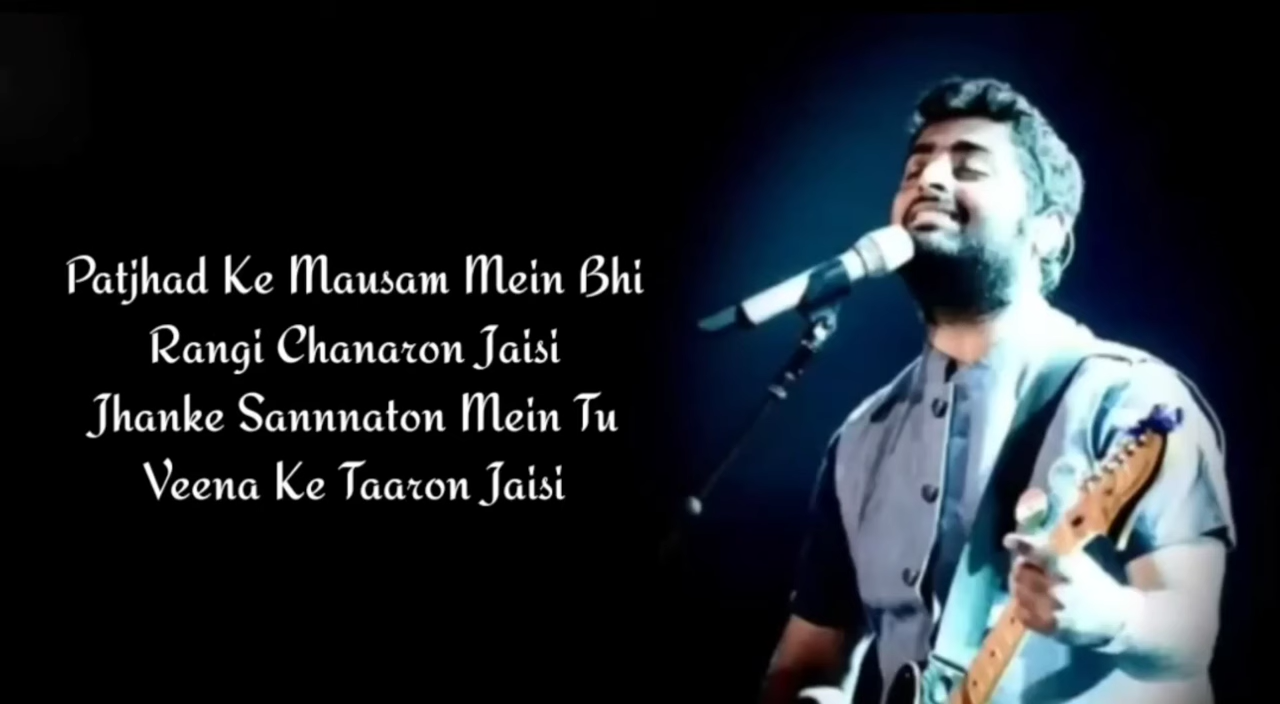 Patjhad Ke Mausam Mein Bhi
Rangi Chanaron Jaisi
Jhanke Sannnaton Mein Tu
Veena Ke Taaron Jaisi